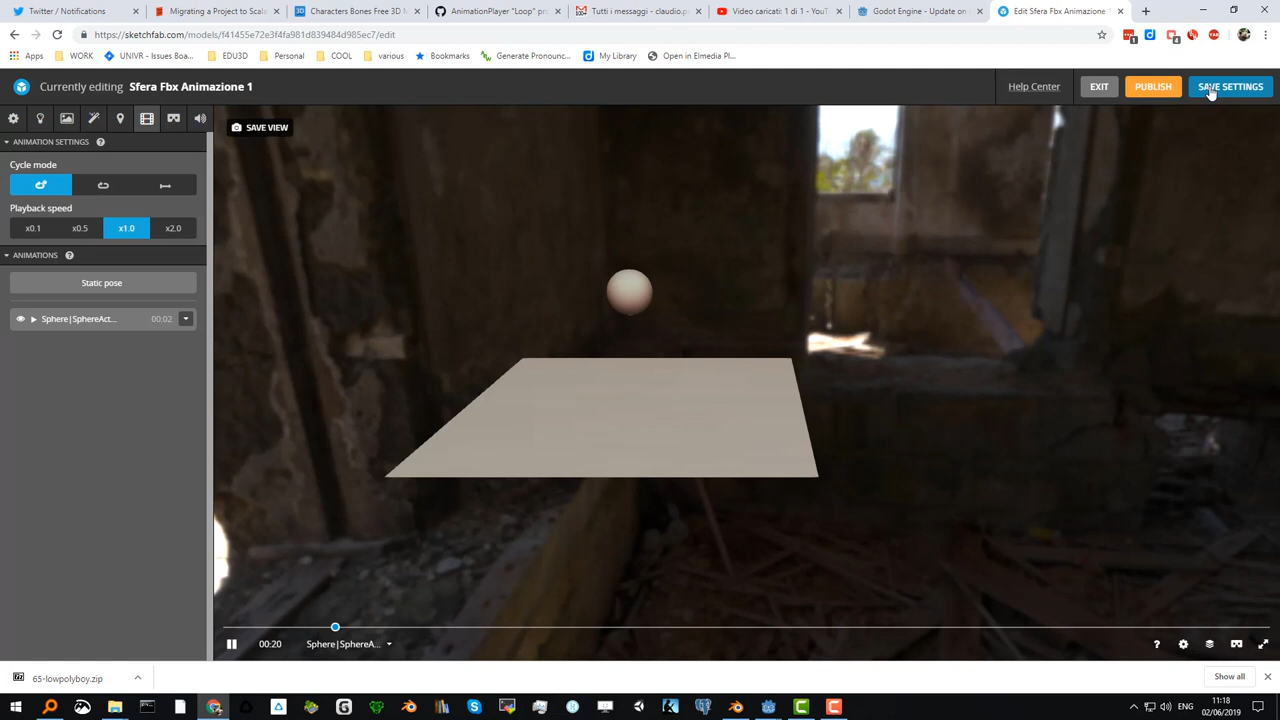 Twitter / Notifications
Migrating a Project to Scala
Characters Bones Free 3D M
AnimationPlayer "Loop" pro
Tutti i messaggi - claudio.p
Video caricati: 1 di 1 - YouT
Godot Engine - Update on
Edit Sfera Fbx Animazione 1
https://sketchfab.com/models/f41455e72e3f4fa981d839484d985ec7/edit
Apps
WORK
UNIVR - Issues Boa...
EDU3D
Personal
COOL
various
Bookmarks
Generate Pronounc...
My Library
Open in Elmedia Pl...
Currently editing Sfera Fbx Animazione 1
Help Center
EXIT
PUBLISH
SAVE SETTINGS
ANIMATION SETTINGS
SAVE VIEW
Cycle mode
Playback speed
x0.1
x0.5
x1.0
x2.0
ANIMATIONS
Static pose
Sphere|SphereAct...
00:02
00:20
Sphere|SphereA...
65-lowpolyboy.zip
Show all
ENG
11:18
02/06/2019